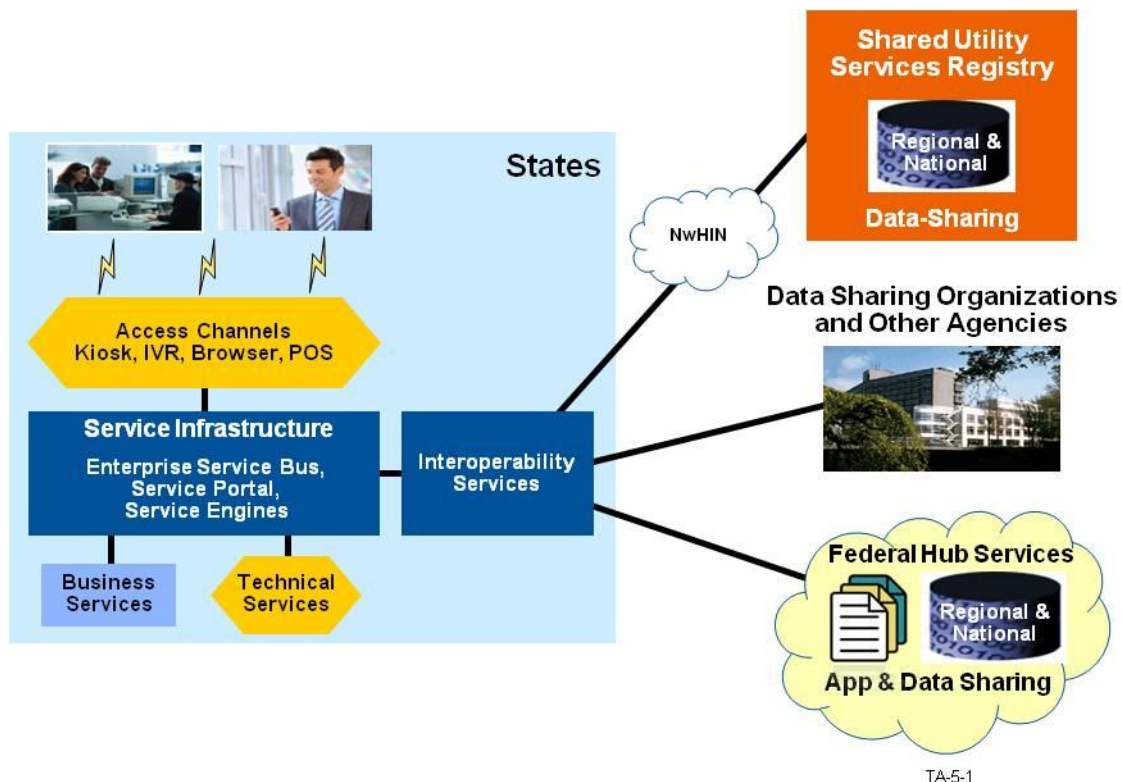 Shared Utility
Services Registry
Regional &
National
Data-Sharing
States
NwHIN
Data Sharing Organizations
and Other Agencies
Access Channels
Kiosk, IVR, Browser, POS
Service Infrastructure
Enterprise Service Bus,
Service Portal,
Service Engines
Interoperability
Services
Business
Services
Technical
Services
Federal Hub Services
Regional &
National
App & Data Sharing
TA-5-1